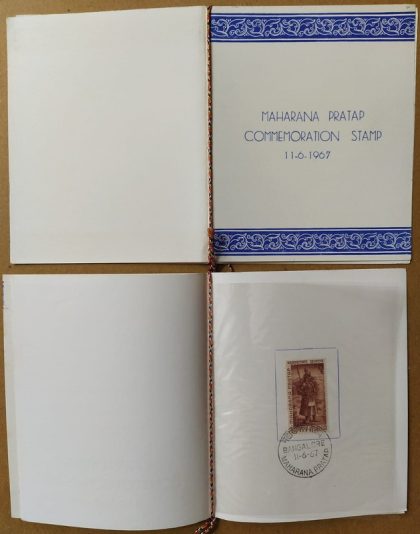 MAHARANA PRATAP
COMMEMORATION STAMP
11-6-1967
BANGALORE
11-6-67
MAHARANA PRATAP